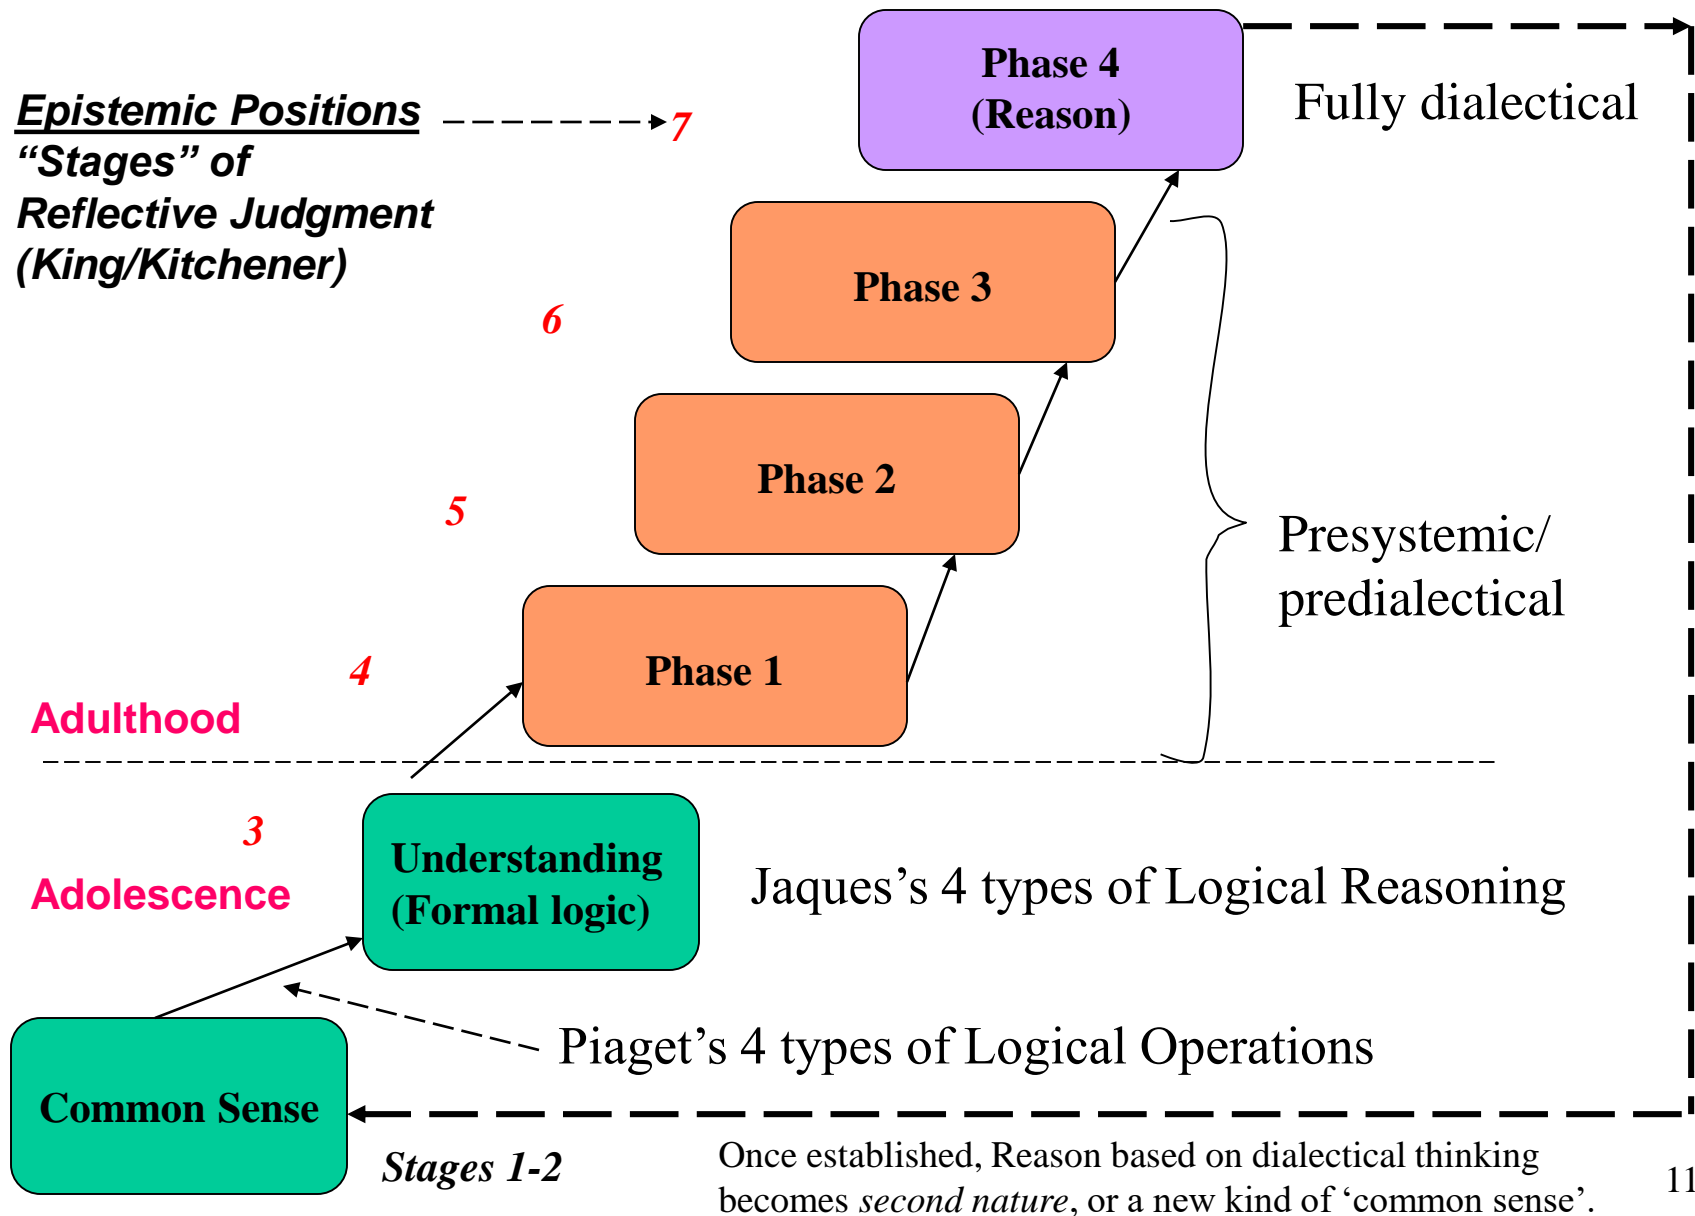 Phase 4
(Reason)
Fully dialectical
Epistemic Positions
“Stages” of
Reflective Judgment
(King/Kitchener)
7
Phase 3
6
Phase 2
5
Presystemic/
predialectical
Phase 1
4
Adulthood
3
Understanding
(Formal logic)
Adolescence
Jaques’s 4 types of Logical Reasoning
Piaget’s 4 types of Logical Operations
Common Sense
Stages 1-2
Once established, Reason based on dialectical thinking
becomes second nature, or a new kind of ‘common sense’.
11